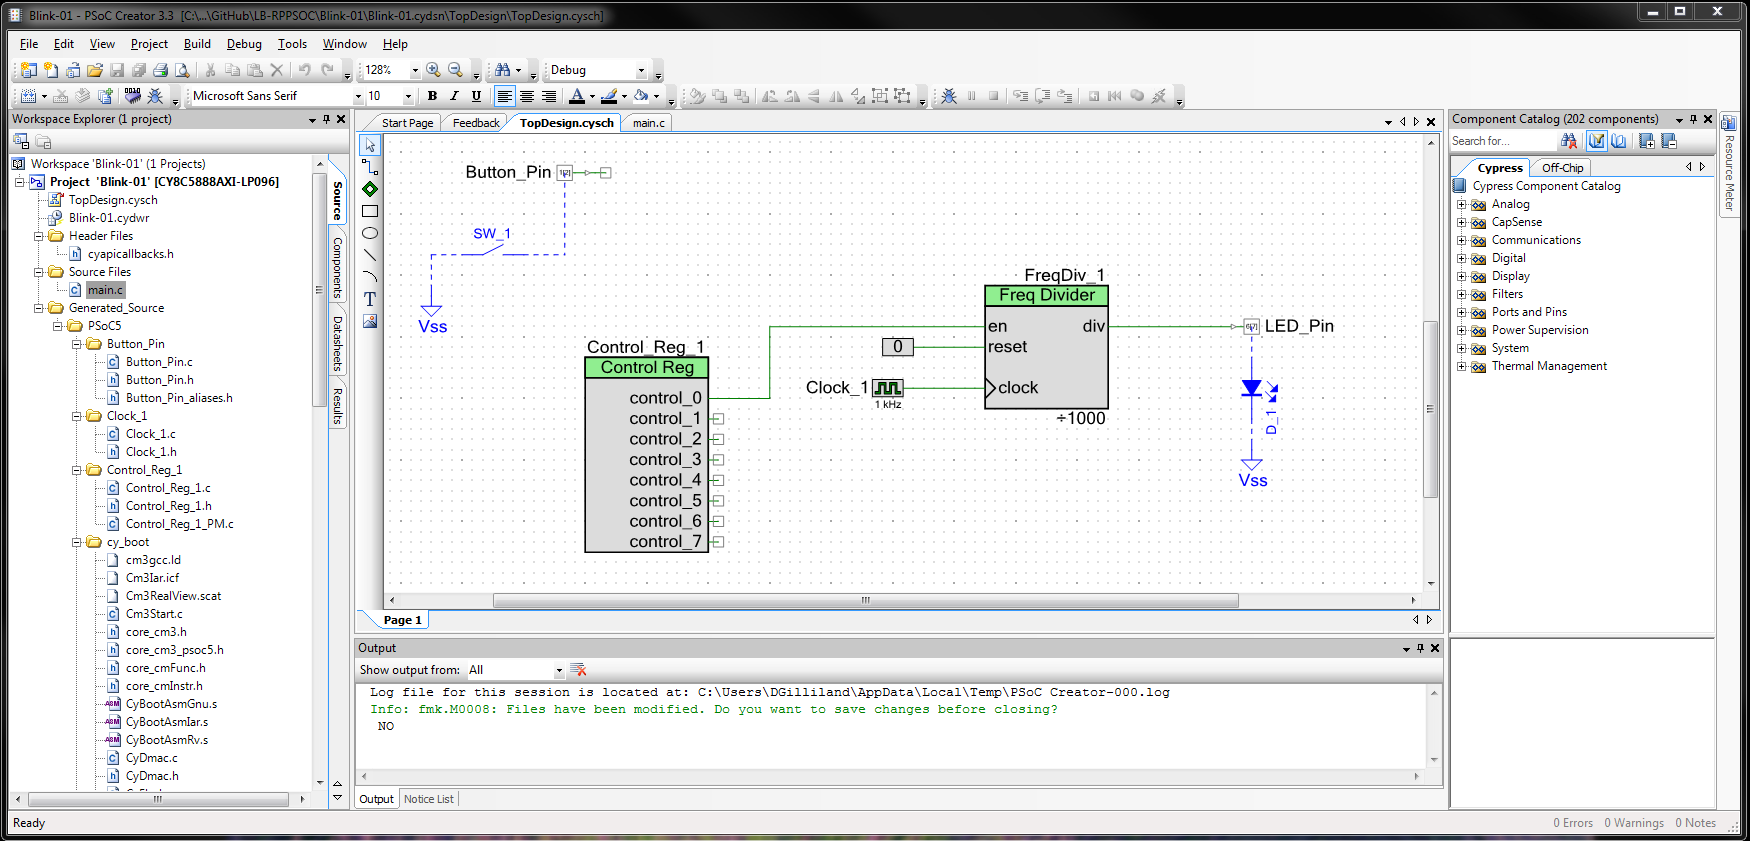 Blink-01 - PSoC Creator 3.3 [C:\...\GitHub\LB-RPPSOC\Blink-01\Blink-01.cydsn\TopDesign\TopDesign.cysch]
File Edit View Project Build Debug Tools Window Help
128% Debug
Microsoft Sans Serif 10 B I U A
Workspace Explorer (1 project)
Workspace 'Blink-01' (1 Projects)
Project 'Blink-01' [CY8C5888AXI-LP096]
TopDesign.cysch
Blink-01.cydwr
Header Files
cyapicallbacks.h
Source Files
main.c
Generated_Source
PSoC5
Button_Pin
Button_Pin.c
Button_Pin.h
Button_Pin_aliases.h
Clock_1
Clock_1.c
Clock_1.h
Control_Reg_1
Control_Reg_1.c
Control_Reg_1.h
Control_Reg_1_PM.c
cy_boot
cm3gcc.ld
Cm3Iar.icf
Cm3RealView.scat
Cm3Start.c
core_cm3.h
core_cm3_psoc5.h
core_cmFunc.h
core_cmInstr.h
CyBootAsmGnu.s
CyBootAsmIar.s
CyBootAsmRv.s
CyDmac.c
CyDmac.h
Source
Components
Datasheets
Results
Start Page Feedback TopDesign.cysch main.c
T
Button_Pin
SW_1
Vss
Control_Reg_1
Control Reg
control_0
control_1
control_2
control_3
control_4
control_5
control_6
control_7
0
Clock_1
1 kHz
FreqDiv_1
Freq Divider
en div
reset
clock
÷1000
LED_Pin
D_1
Vss
Page 1
Output
Show output from: All
Log file for this session is located at: C:\Users\DGilliland\AppData\Local\Temp\PSoC Creator-000.log
Info: fmk.M0008: Files have been modified. Do you want to save changes before closing?
NO
Output Notice List
Component Catalog (202 components)
Search for...
Cypress Off-Chip
Cypress Component Catalog
Analog
CapSense
Communications
Digital
Display
Filters
Ports and Pins
Power Supervision
System
Thermal Management
Resource Meter
Ready
0 Errors 0 Warnings 0 Notes